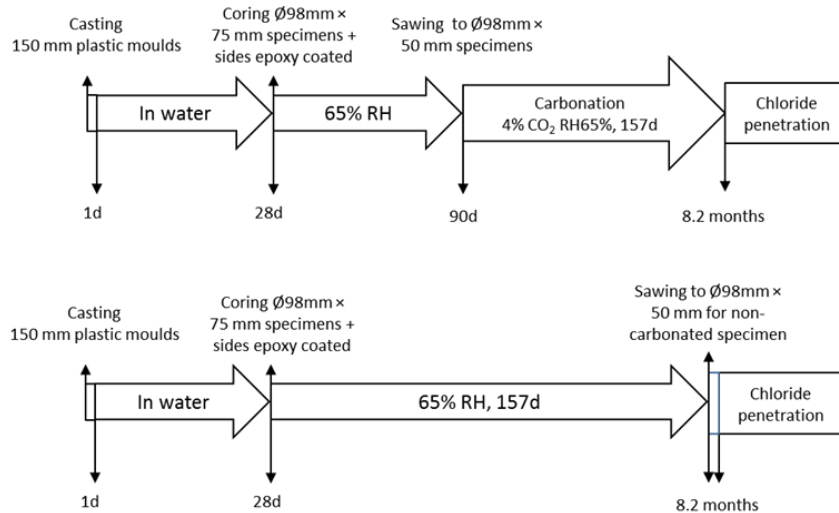 Casting
150 mm plastic moulds
Coring Ø98mm ×
75 mm specimens +
sides epoxy coated
Sawing to Ø98mm ×
50 mm specimens
In water
65% RH
Carbonation
4% CO₂ RH65%, 157d
Chloride
penetration
1d
28d
90d
8.2 months
Casting
150 mm plastic moulds
Coring Ø98mm ×
75 mm specimens +
sides epoxy coated
Sawing to Ø98mm ×
50 mm for non-
carbonated specimen
In water
65% RH, 157d
Chloride
penetration
1d
28d
8.2 months